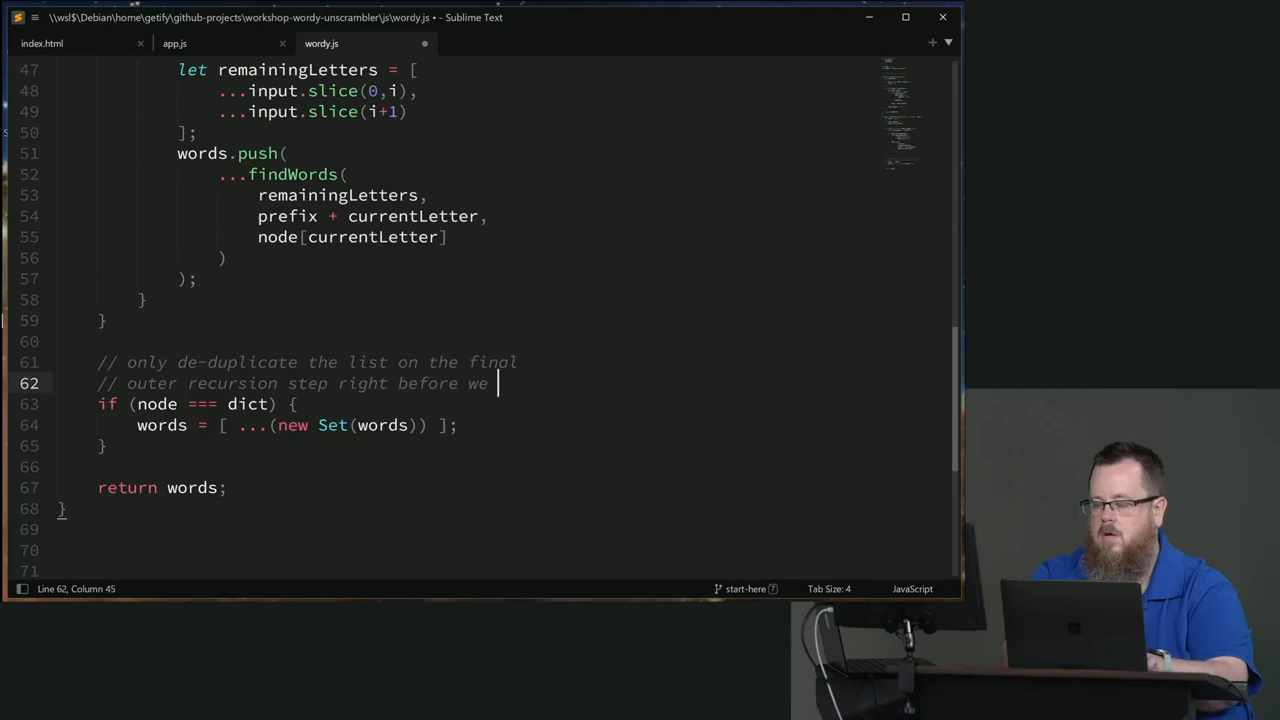 \\wsl$\Debian\home\getify\github-projects\workshop-wordy-unscrambler\js\wordy.js • - Sublime Text
index.html
app.js
wordy.js
47 let remainingLetters = [
48 ...input.slice(0,i),
49 ...input.slice(i+1)
50 ];
51 words.push(
52 ...findWords(
53 remainingLetters,
54 prefix + currentLetter,
55 node[currentLetter]
56 )
57 );
58 }
59 }
60
61 // only de-duplicate the list on the final
62 // outer recursion step right before we
63 if (node === dict) {
64 words = [ ...(new Set(words)) ];
65 }
66
67 return words;
68 }
69
70
71
Line 62, Column 45
start-here 7
Tab Size: 4
JavaScript